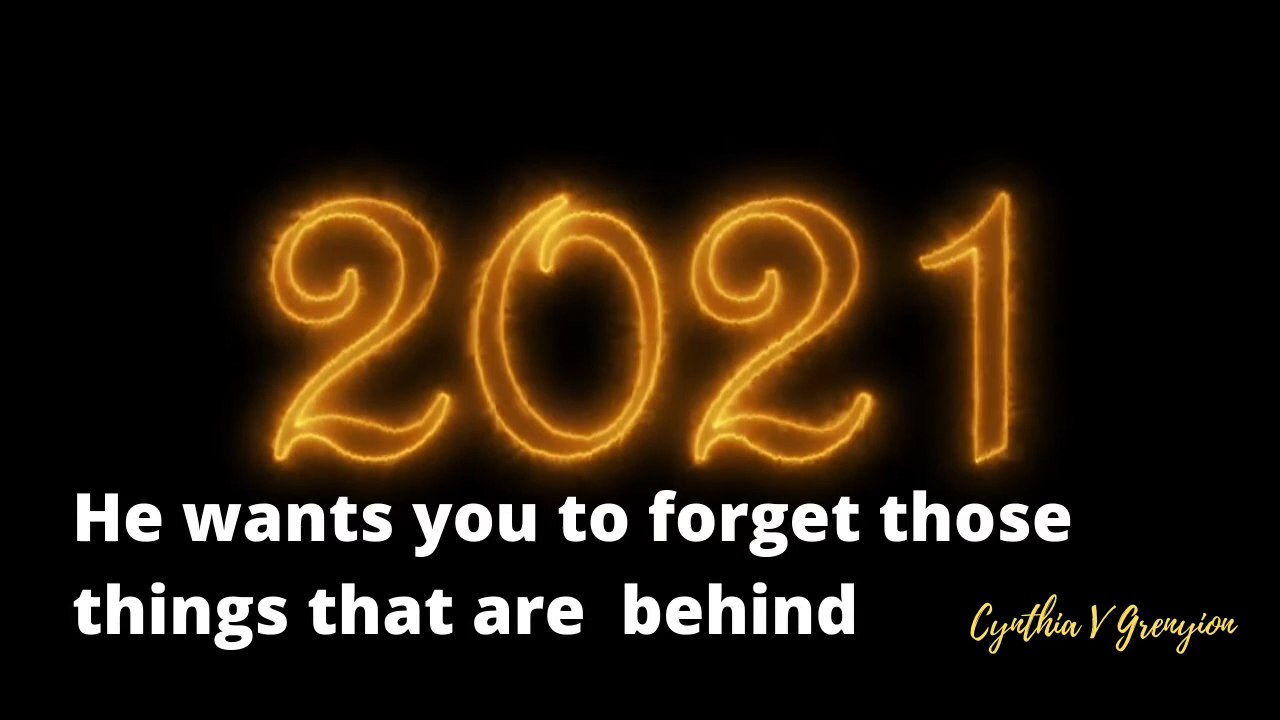 2021
He wants you to forget those
things that are  behind
Cynthia V Grenyion